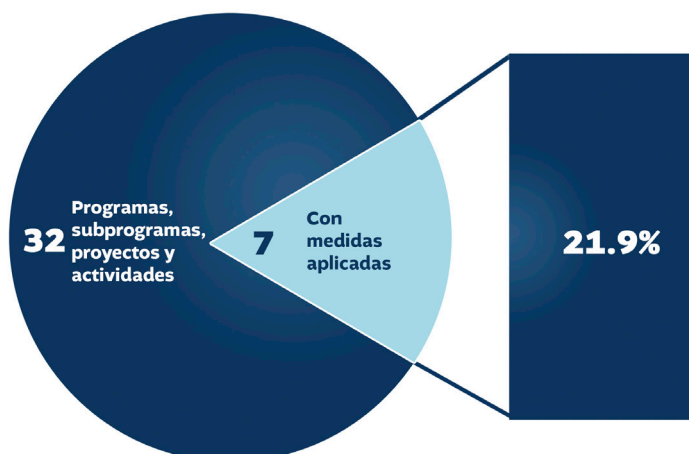 32
Programas,
subprogramas,
proyectos y
actividades
7
Con
medidas
aplicadas
21.9%